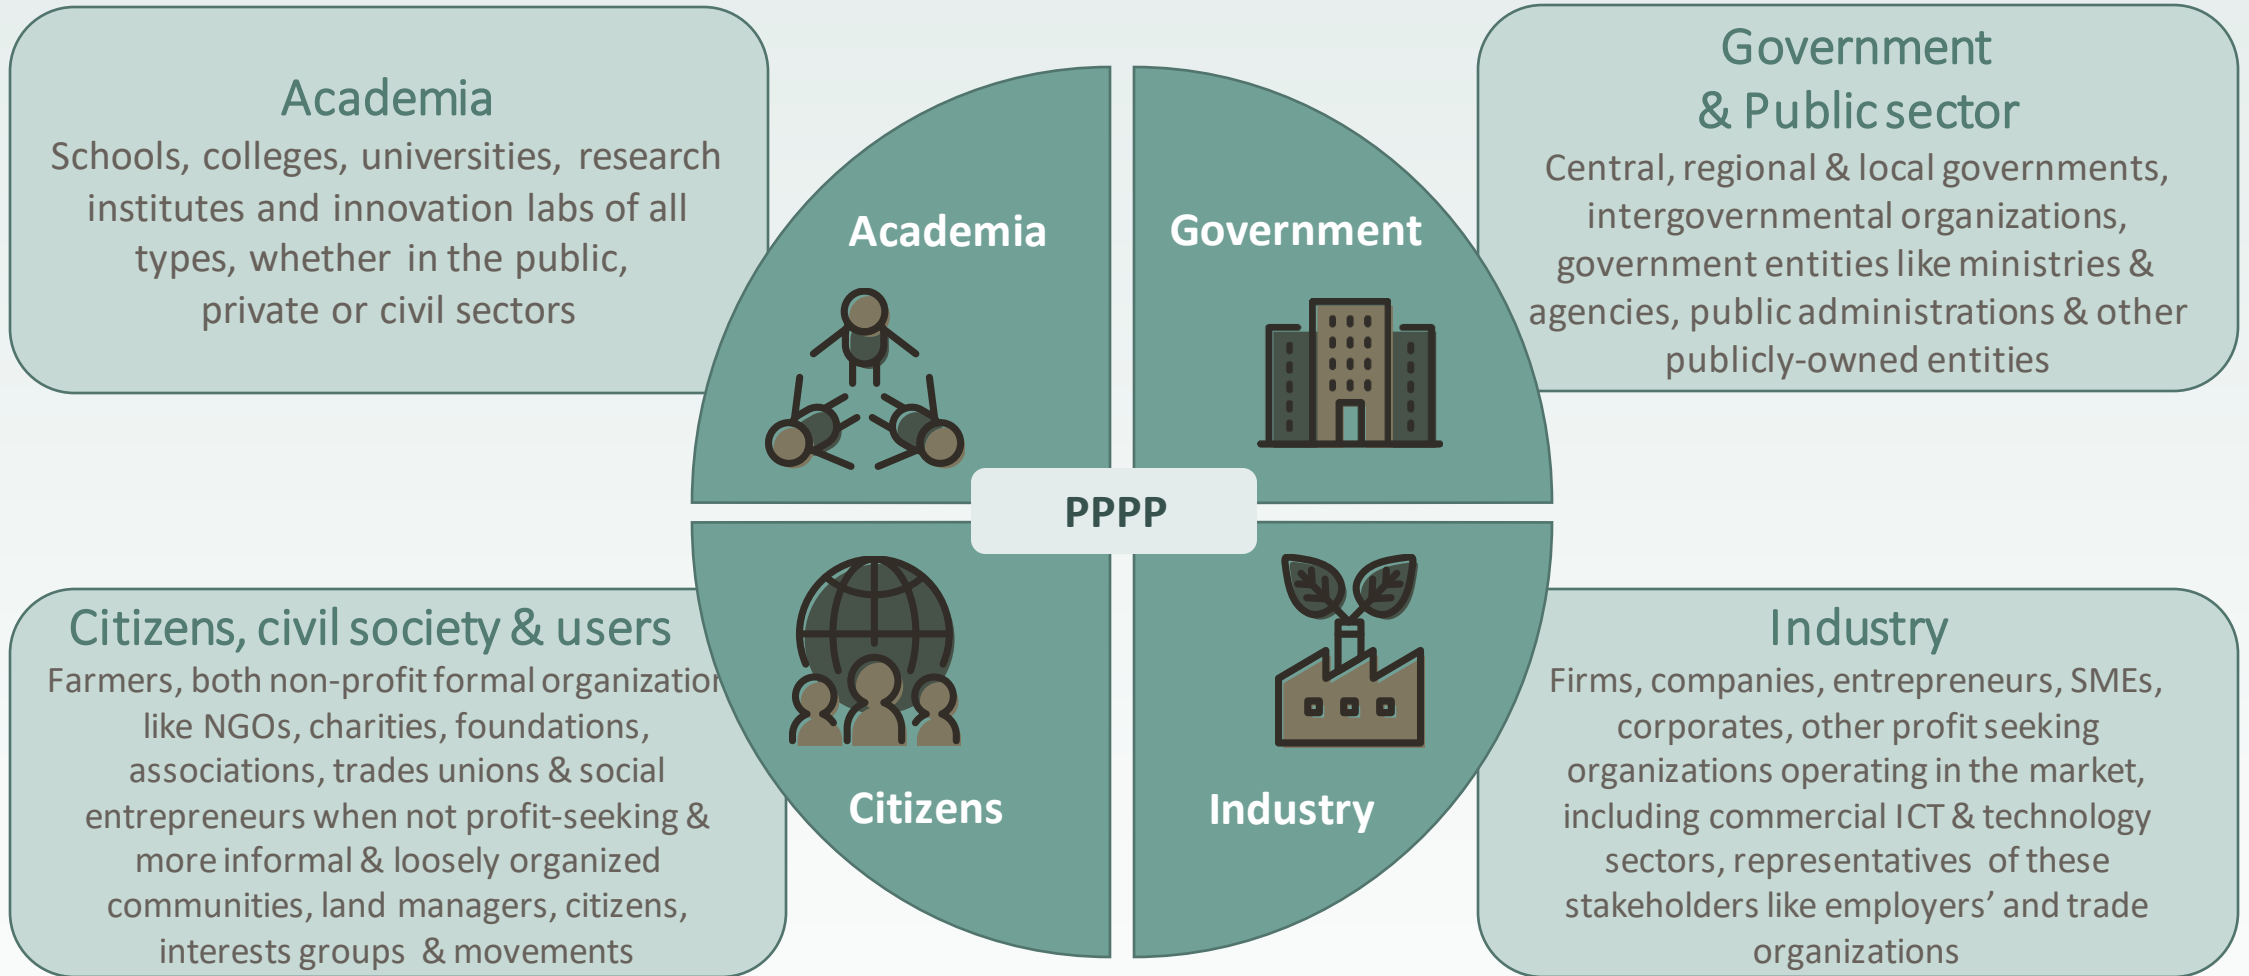 Academia
Schools, colleges, universities, research
institutes and innovation labs of all
types, whether in the public,
private or civil sectors
Government
& Public sector
Central, regional & local governments,
intergovernmental organizations,
government entities like ministries &
agencies, public administrations & other
publicly-owned entities
Academia
Government
PPPP
Citizens
Industry
Citizens, civil society & users
Farmers, both non-profit formal organization
like NGOs, charities, foundations,
associations, trades unions & social
entrepreneurs when not profit-seeking &
more informal & loosely organized
communities, land managers, citizens,
interests groups & movements
Industry
Firms, companies, entrepreneurs, SMEs,
corporates, other profit seeking
organizations operating in the market,
including commercial ICT & technology
sectors, representatives of these
stakeholders like employers’ and trade
organizations